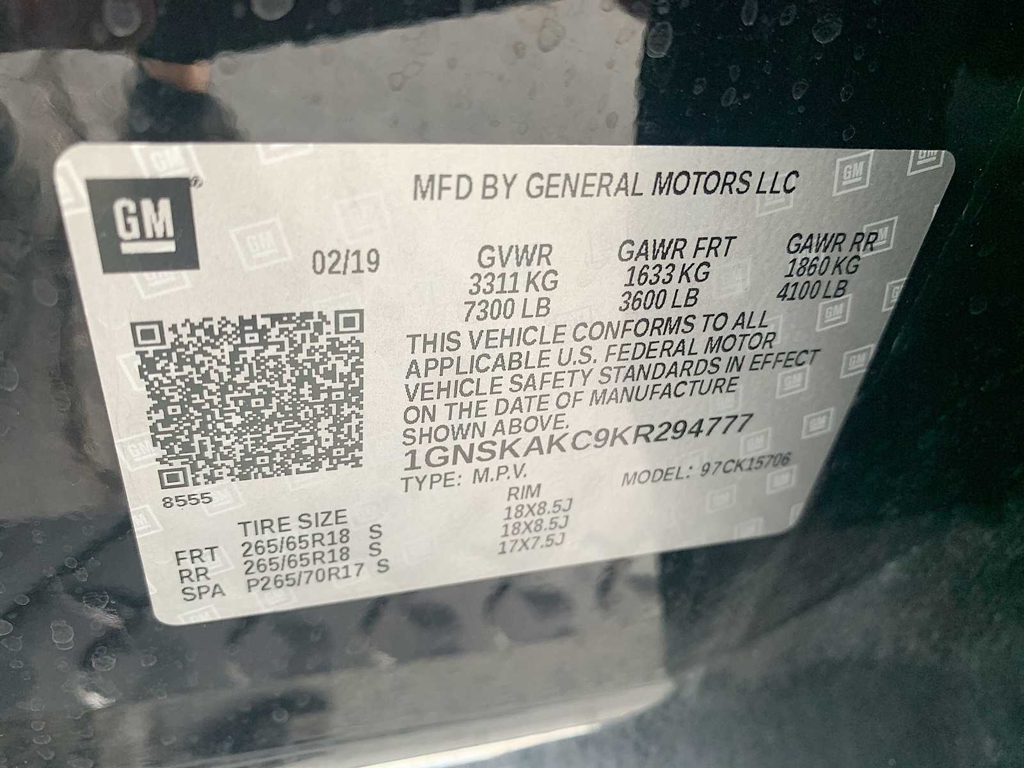 GM
MFD BY GENERAL MOTORS LLC
02/19
GVWR GAWR FRT GAWR RR
3311 KG 1633 KG 1860 KG
7300 LB 3600 LB 4100 LB
THIS VEHICLE CONFORMS TO ALL
APPLICABLE U.S. FEDERAL MOTOR
VEHICLE SAFETY STANDARDS IN EFFECT
ON THE DATE OF MANUFACTURE
SHOWN ABOVE.
1GNSKAKC9KR294777
TYPE: M.P.V. MODEL: 97CK15706
8555
TIRE SIZE RIM
FRT 265/65R18 S 18X8.5J
RR 265/65R18 S 18X8.5J
SPA P265/70R17 S 17X7.5J